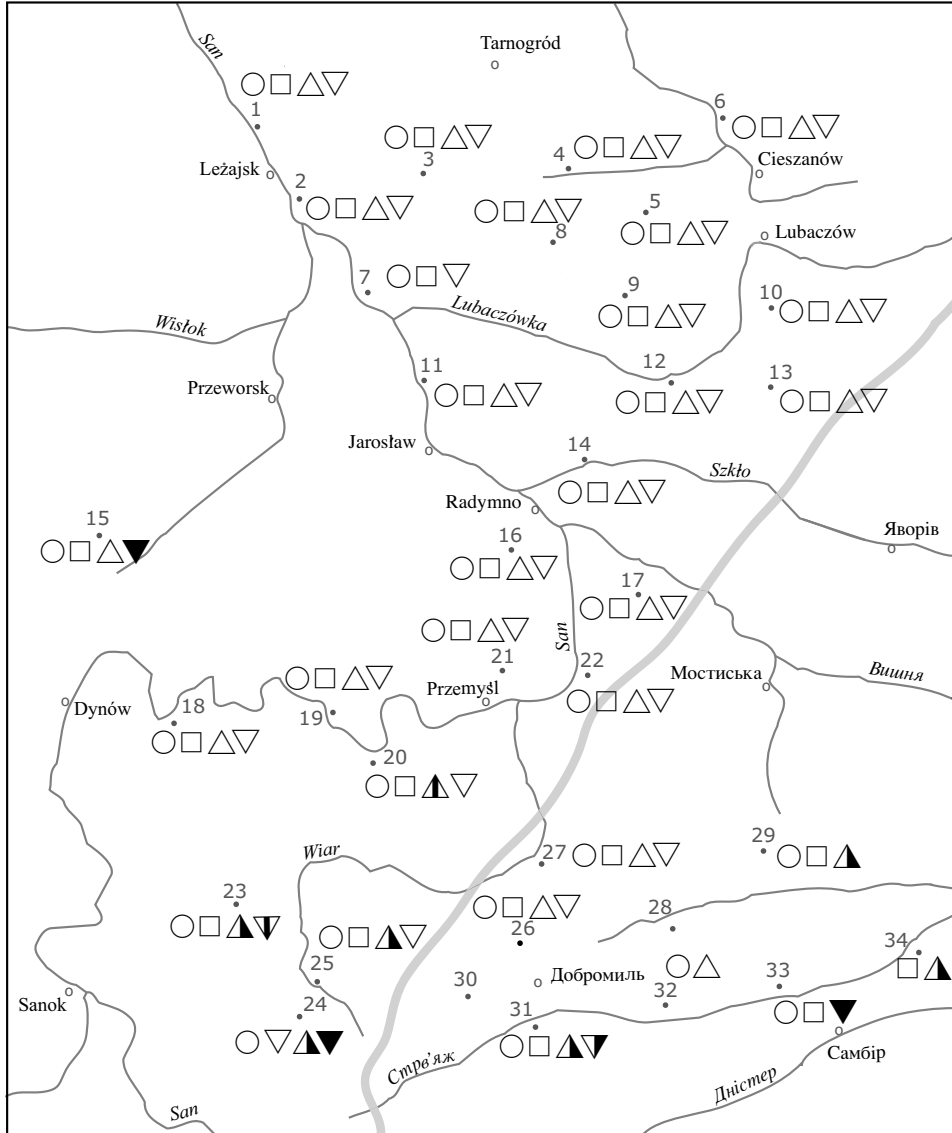 San
Tarnogród
1
6
3
4
Cieszanów
Leżajsk
2
5
8
Lubaczów
7
9
10
Lubaczówka
Wisłok
11
12
13
Przeworsk
Jarosław
14
Szkło
Radymno
15
16
Яворів
17
San
21
22
Мостиська
Вишня
Dynów
18
19
Przemyśl
20
Wiar
27
29
23
28
26
34
25
Добромиль
33
Sanok
30
32
24
31
Самбір
Стрв’яж
Дністер
San